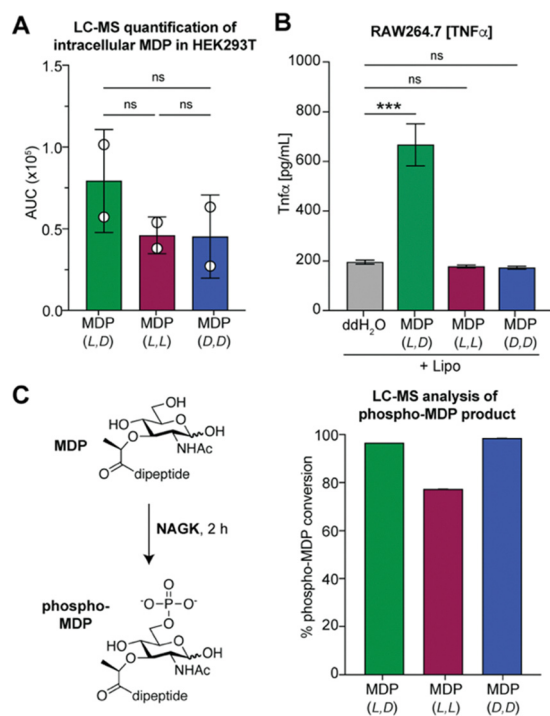 A
LC-MS quantification of
intracellular MDP in HEK293T
ns
ns
ns
AUC (x10⁵)
1.5
1.0
0.5
0.0
MDP
(L,D)
MDP
(L,L)
MDP
(D,D)
B
RAW264.7 [TNFα]
ns
ns
***
Tnfα [pg/mL]
1000
800
600
400
200
0
ddH₂O
MDP
(L,D)
MDP
(L,L)
MDP
(D,D)
+ Lipo
C
MDP
HO
OH
O
O
OH
NHAc
O
dipeptide
NAGK, 2 h
phospho-
MDP
O
⁻O-P-O⁻
O
HO
O
O
OH
NHAc
O
dipeptide
LC-MS analysis of
phospho-MDP product
% phospho-MDP conversion
100
80
60
40
20
0
MDP
(L,D)
MDP
(L,L)
MDP
(D,D)